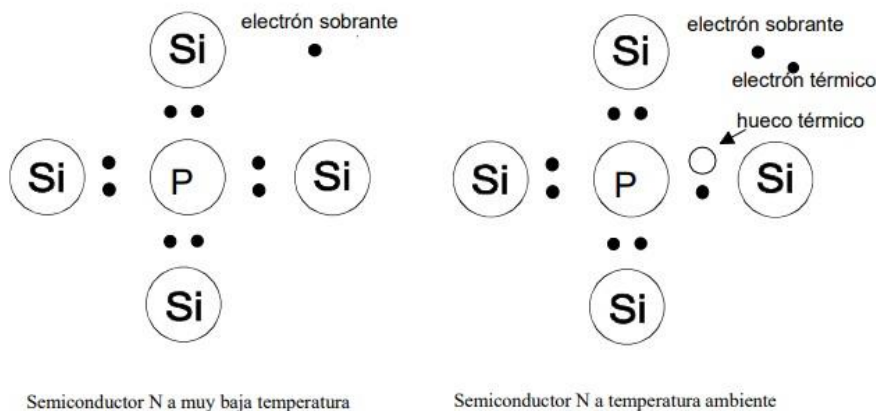 electrón sobrante
Si
Si
P
Si
Si
Semiconductor N a muy baja temperatura
electrón sobrante
electrón térmico
hueco térmico
Si
Si
P
Si
Si
Semiconductor N a temperatura ambiente